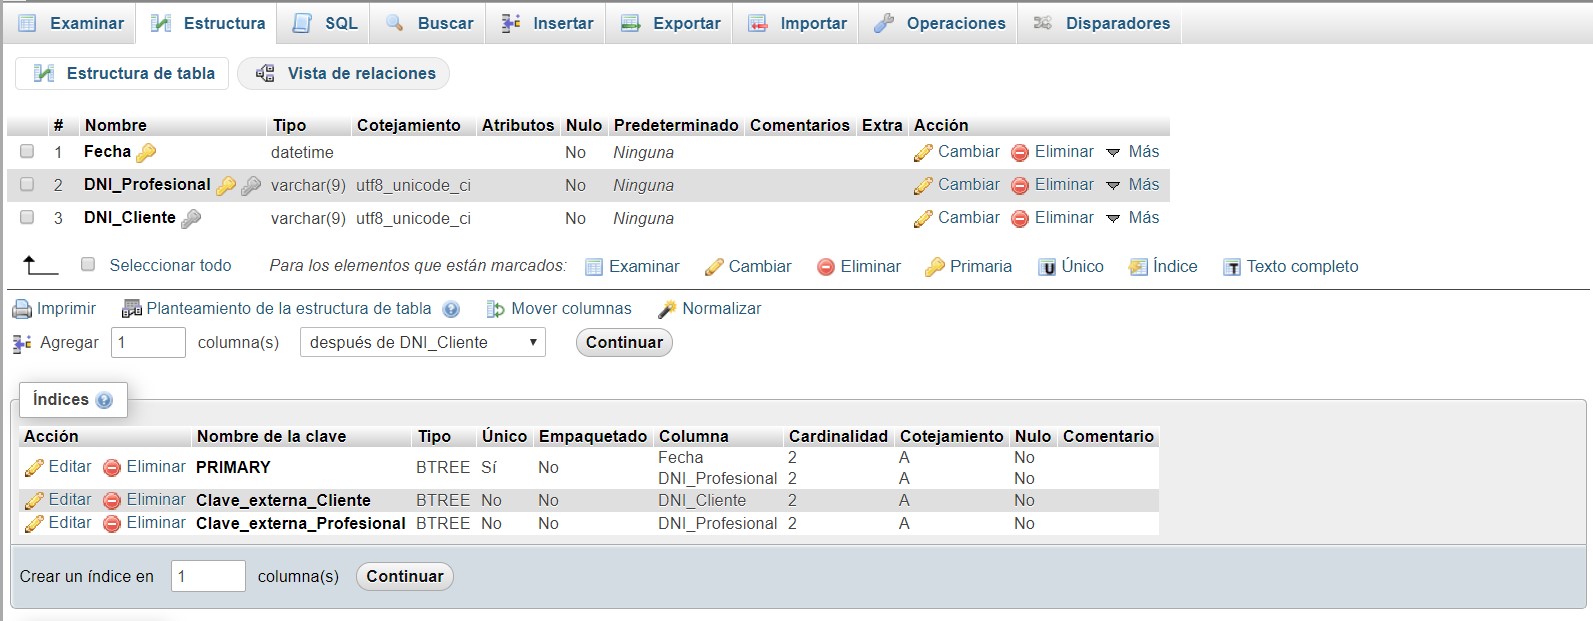 Examinar Estructura SQL Buscar Insertar Exportar Importar Operaciones Disparadores
Estructura de tabla Vista de relaciones
# Nombre Tipo Cotejamiento Atributos Nulo Predeterminado Comentarios Extra Acción
1 Fecha datetime No Ninguna Cambiar Eliminar Más
2 DNI_Profesional varchar(9) utf8_unicode_ci No Ninguna Cambiar Eliminar Más
3 DNI_Cliente varchar(9) utf8_unicode_ci No Ninguna Cambiar Eliminar Más
Seleccionar todo Para los elementos que están marcados: Examinar Cambiar Eliminar Primaria Único Índice Texto completo
Imprimir Planteamiento de la estructura de tabla Mover columnas Normalizar
Agregar 1 columna(s) después de DNI_Cliente Continuar
Índices
Acción Nombre de la clave Tipo Único Empaquetado Columna Cardinalidad Cotejamiento Nulo Comentario
Editar Eliminar PRIMARY BTREE Sí No Fecha 2 A No
DNI_Profesional 2 A No
Editar Eliminar Clave_externa_Cliente BTREE No No DNI_Cliente 2 A No
Editar Eliminar Clave_externa_Profesional BTREE No No DNI_Profesional 2 A No
Crear un índice en 1 columna(s) Continuar